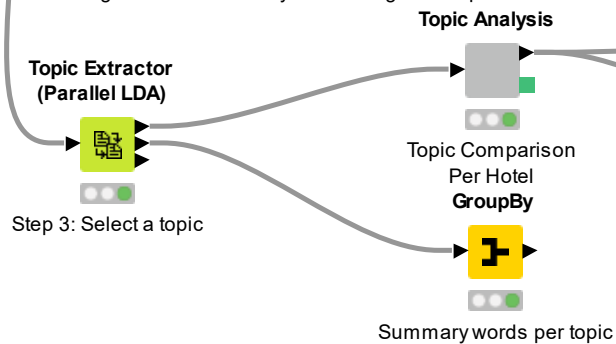 Topic Analysis
Topic Extractor
(Parallel LDA)
Topic Comparison
Per Hotel
GroupBy
Step 3: Select a topic
Summary words per topic